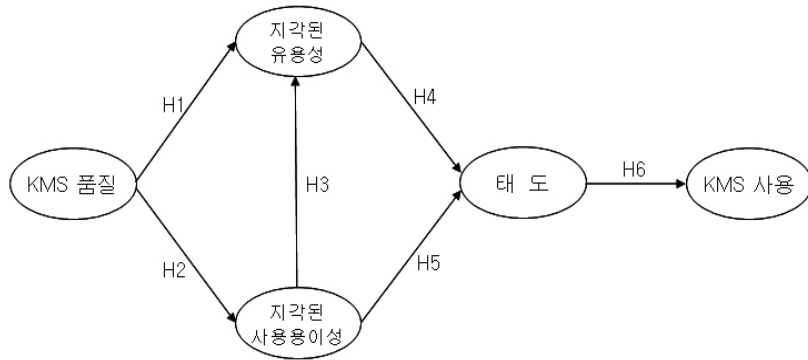 지각된
유용성
H1
H4
KMS 품질
H3
태 도
H6
KMS 사용
H2
H5
지각된
사용용이성